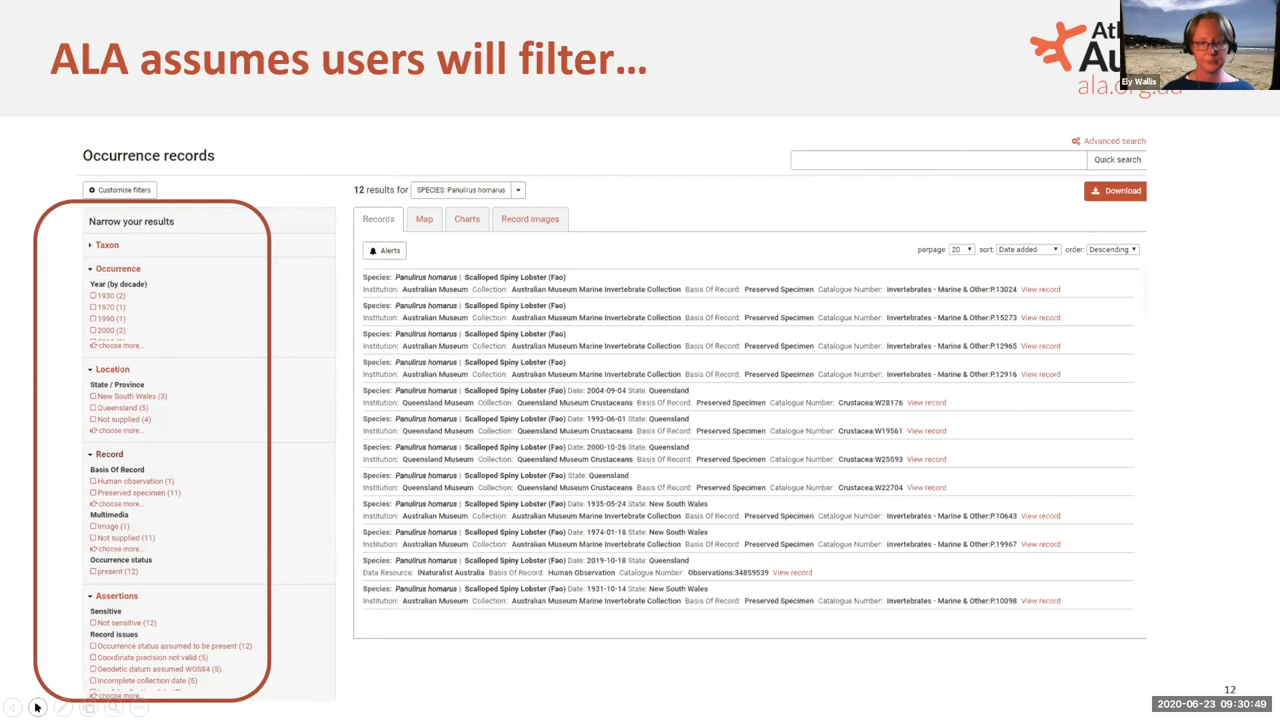 ALA assumes users will filter...
Ely Wallis
ala.org.au
Occurrence records
Advanced search
Quick search
Customise filters
12 results for SPECIES: Panulirus homarus
Download
Narrow your results
Taxon
Occurrence
Year (by decade)
1930 (2)
1970 (1)
1990 (1)
2000 (2)
choose more...
Location
State / Province
New South Wales (3)
Queensland (5)
Not supplied (4)
choose more...
Record
Basis Of Record
Human observation (1)
Preserved specimen (11)
choose more...
Multimedia
Image (1)
Not supplied (11)
choose more...
Occurrence status
present (12)
Assertions
Sensitive
Not sensitive (12)
Record issues
Occurrence status assumed to be present (12)
Coordinate precision not valid (5)
Geodetic datum assumed WGS84 (5)
Incomplete collection date (5)
choose more...
Records Map Charts Record images
Alerts
perpage: 20 sort: Date added order: Descending
Species: Panulirus homarus | Scalloped Spiny Lobster (Fao)
Institution: Australian Museum Collection: Australian Museum Marine Invertebrate Collection Basis Of Record: Preserved Specimen Catalogue Number: Invertebrates - Marine & Other:P.13024 View record
Species: Panulirus homarus | Scalloped Spiny Lobster (Fao)
Institution: Australian Museum Collection: Australian Museum Marine Invertebrate Collection Basis Of Record: Preserved Specimen Catalogue Number: Invertebrates - Marine & Other:P.15273 View record
Species: Panulirus homarus | Scalloped Spiny Lobster (Fao)
Institution: Australian Museum Collection: Australian Museum Marine Invertebrate Collection Basis Of Record: Preserved Specimen Catalogue Number: Invertebrates - Marine & Other:P.12965 View record
Species: Panulirus homarus | Scalloped Spiny Lobster (Fao)
Institution: Australian Museum Collection: Australian Museum Marine Invertebrate Collection Basis Of Record: Preserved Specimen Catalogue Number: Invertebrates - Marine & Other:P.12916 View record
Species: Panulirus homarus | Scalloped Spiny Lobster (Fao) Date: 2004-09-04 State: Queensland
Institution: Queensland Museum Collection: Queensland Museum Crustaceans Basis Of Record: Preserved Specimen Catalogue Number: Crustacea:W28176 View record
Species: Panulirus homarus | Scalloped Spiny Lobster (Fao) Date: 1993-06-01 State: Queensland
Institution: Queensland Museum Collection: Queensland Museum Crustaceans Basis Of Record: Preserved Specimen Catalogue Number: Crustacea:W19561 View record
Species: Panulirus homarus | Scalloped Spiny Lobster (Fao) Date: 2000-10-26 State: Queensland
Institution: Queensland Museum Collection: Queensland Museum Crustaceans Basis Of Record: Preserved Specimen Catalogue Number: Crustacea:W25593 View record
Species: Panulirus homarus | Scalloped Spiny Lobster (Fao) State: Queensland
Institution: Queensland Museum Collection: Queensland Museum Crustaceans Basis Of Record: Preserved Specimen Catalogue Number: Crustacea:W22704 View record
Species: Panulirus homarus | Scalloped Spiny Lobster (Fao) Date: 1935-05-24 State: New South Wales
Institution: Australian Museum Collection: Australian Museum Marine Invertebrate Collection Basis Of Record: Preserved Specimen Catalogue Number: Invertebrates - Marine & Other:P.10643 View record
Species: Panulirus homarus | Scalloped Spiny Lobster (Fao) Date: 1974-01-18 State: New South Wales
Institution: Australian Museum Collection: Australian Museum Marine Invertebrate Collection Basis Of Record: Preserved Specimen Catalogue Number: Invertebrates - Marine & Other:P.19967 View record
Species: Panulirus homarus | Scalloped Spiny Lobster (Fao) Date: 2019-10-18 State: Queensland
Data Resource: iNaturalist Australia Basis Of Record: Human Observation Catalogue Number: Observations:34859539 View record
Species: Panulirus homarus | Scalloped Spiny Lobster (Fao) Date: 1931-10-14 State: New South Wales
Institution: Australian Museum Collection: Australian Museum Marine Invertebrate Collection Basis Of Record: Preserved Specimen Catalogue Number: Invertebrates - Marine & Other:P.10098 View record
12
2020-06-23 09:30:49